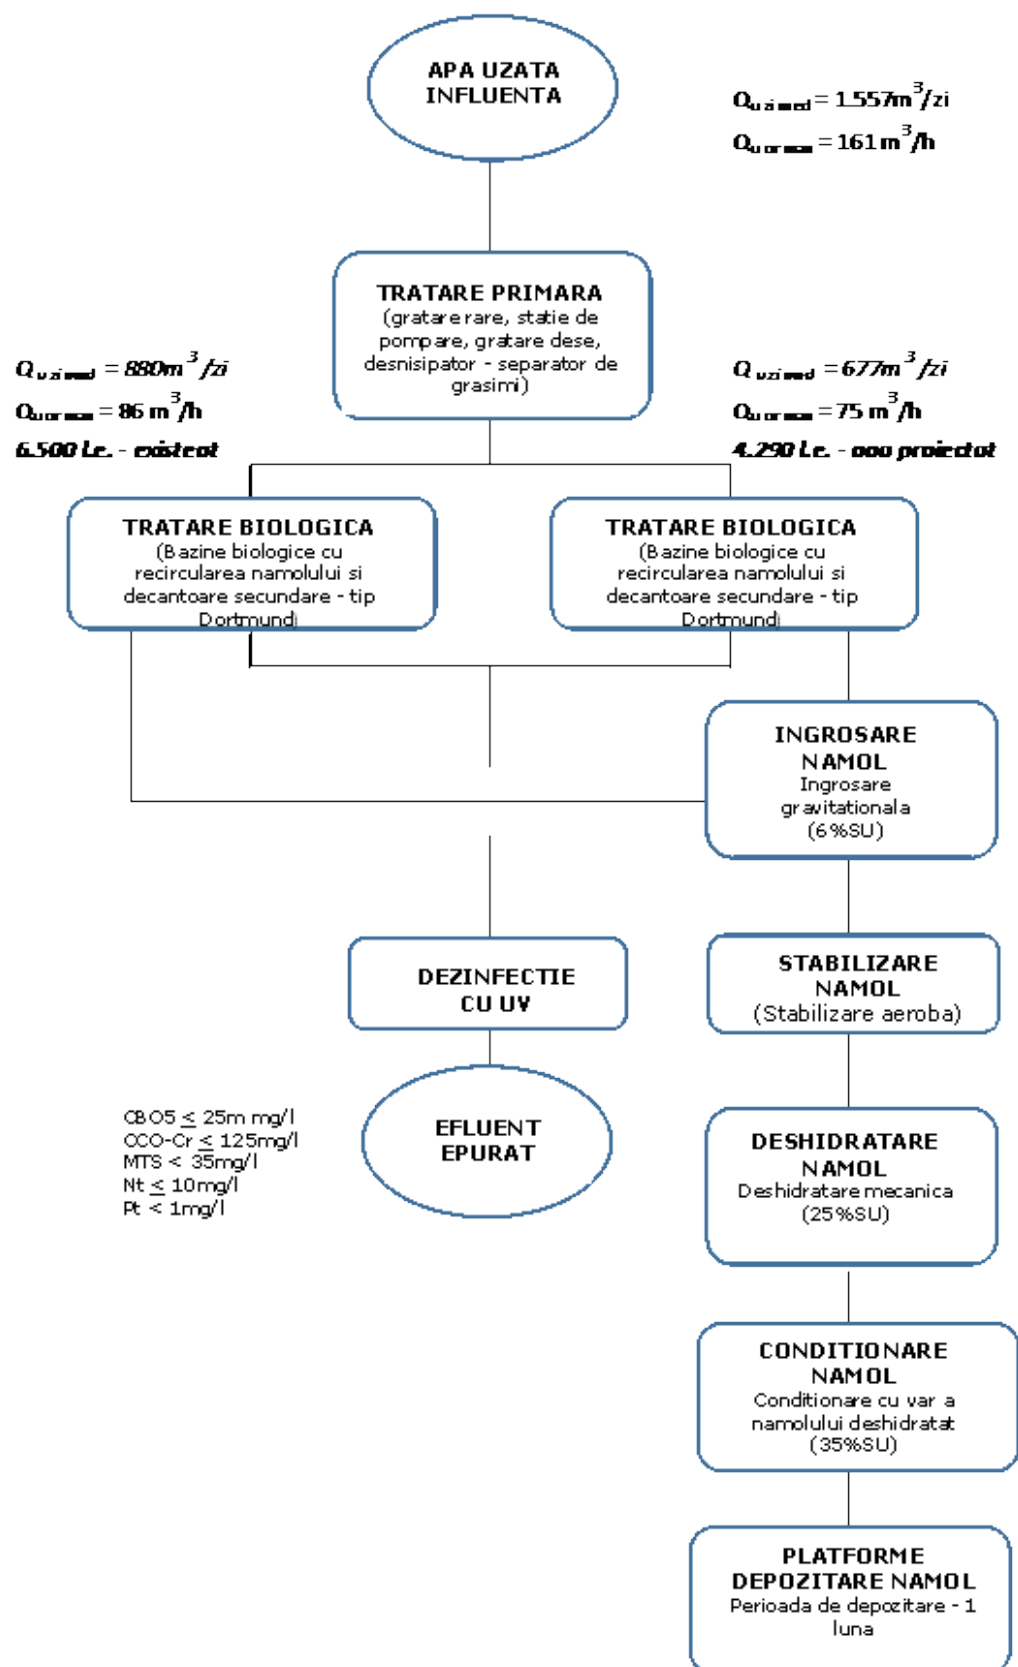 APA UZATA
INFLUENTA
Qu zi med = 1.557m³/zi
Qu or max = 161 m³/h
TRATARE PRIMARA
(gratare rare, statie de
pompare, gratare dese,
desnisipator - separator de
grasimi)
Qu zi med = 880m³/zi
Qu or max = 86 m³/h
6.500 l.e. - existent
Qu zi med = 677m³/zi
Qu or max = 75 m³/h
4.290 l.e. - nou proiectat
TRATARE BIOLOGICA
(Bazine biologice cu
recircularea namolului si
decantoare secundare - tip
Dortmund)
TRATARE BIOLOGICA
(Bazine biologice cu
recircularea namolului si
decantoare secundare - tip
Dortmund)
INGROSARE
NAMOL
Ingrosare
gravitationala
(6%SU)
DEZINFECTIE
CU UV
STABILIZARE
NAMOL
(Stabilizare aeroba)
CBO5 ≤ 25m mg/l
CCO-Cr ≤ 125mg/l
MTS < 35mg/l
Nt ≤ 10mg/l
Pt < 1mg/l
EFLUENT
EPURAT
DESHIDRATARE
NAMOL
Deshidratare mecanica
(25%SU)
CONDITIONARE
NAMOL
Conditionare cu var a
namolului deshidratat
(35%SU)
PLATFORME
DEPOZITARE NAMOL
Perioada de depozitare - 1
luna